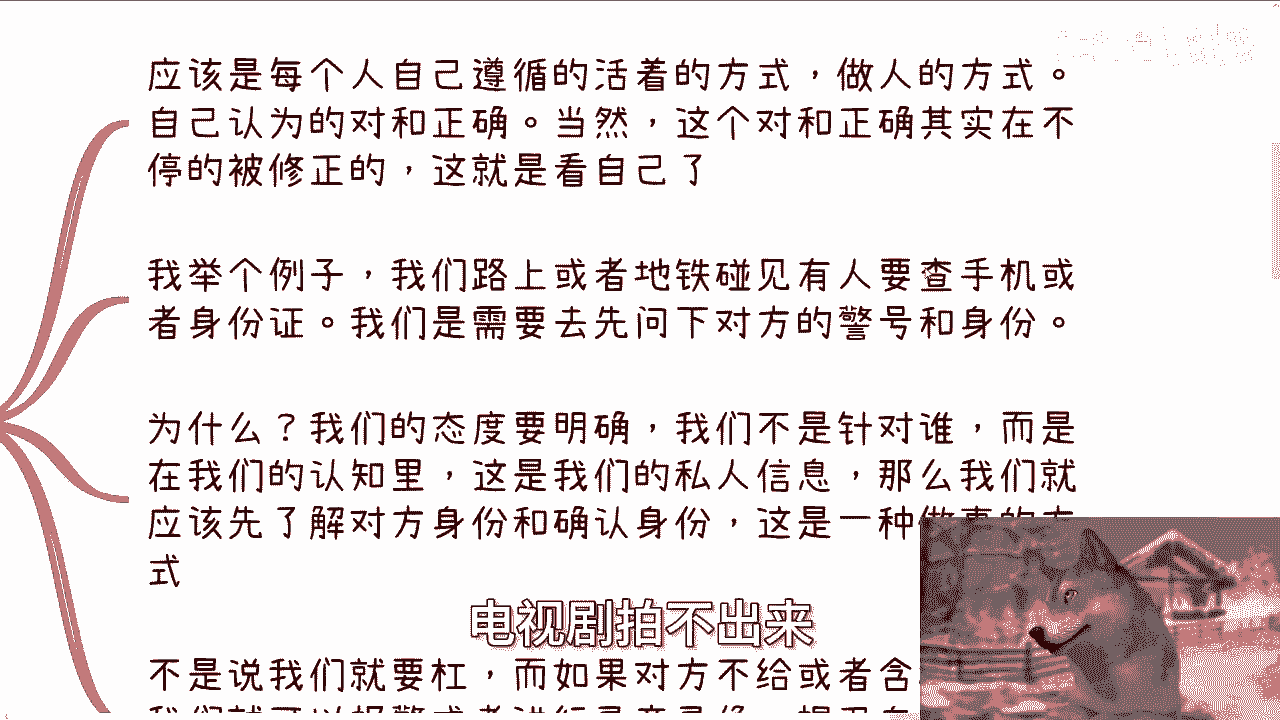 应该是每个人自己遵循的活着的方式，做人的方式。
自己认为的对和正确。当然，这个对和正确其实在不
停的被修正的，这就是看自己了
我举个例子，我们路上或者地铁碰见有人要查手机或
者身份证。我们是需要去先问下对方的警号和身份。
为什么？我们的态度要明确，我们不是针对谁，而是
在我们的认知里，这是我们的私人信息，那么我们就
应该先了解对方身份和确认身份，这是一种做事的方
式
电视剧拍不出来
不是说我们就要杠，而如果对方不给或者含